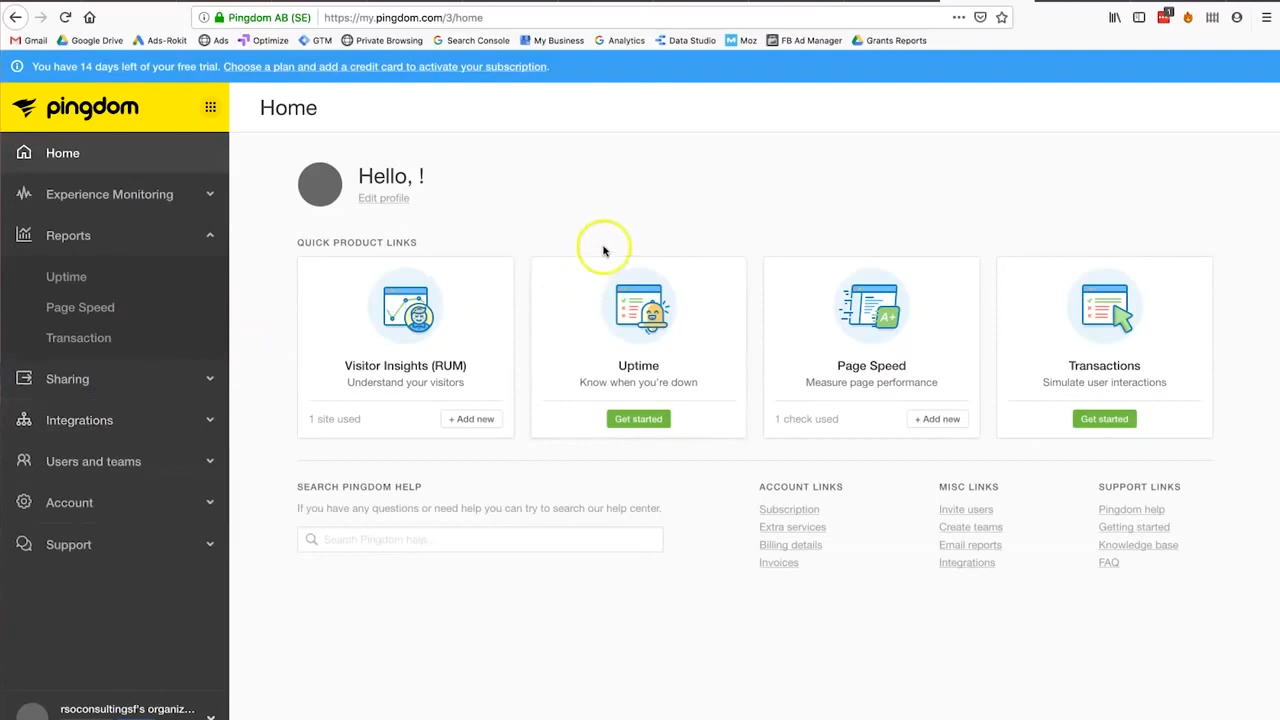 Pingdom AB (SE) https://my.pingdom.com/3/home
1
Gmail Google Drive Ads-Rokit Ads Optimize GTM Private Browsing Search Console My Business Analytics Data Studio Moz FB Ad Manager Grants Reports
You have 14 days left of your free trial. Choose a plan and add a credit card to activate your subscription.
pingdom
Home
Home
Experience Monitoring
Reports
Uptime
Page Speed
Transaction
Sharing
Integrations
Users and teams
Account
Support
rsoconsultingsf's organiz...
Hello, !
Edit profile
QUICK PRODUCT LINKS
Visitor Insights (RUM)
Understand your visitors
1 site used + Add new
Uptime
Know when you're down
Get started
A+
Page Speed
Measure page performance
1 check used + Add new
Transactions
Simulate user interactions
Get started
SEARCH PINGDOM HELP
If you have any questions or need help you can try to search our help center.
Search Pingdom help...
ACCOUNT LINKS
Subscription
Extra services
Billing details
Invoices
MISC LINKS
Invite users
Create teams
Email reports
Integrations
SUPPORT LINKS
Pingdom help
Getting started
Knowledge base
FAQ